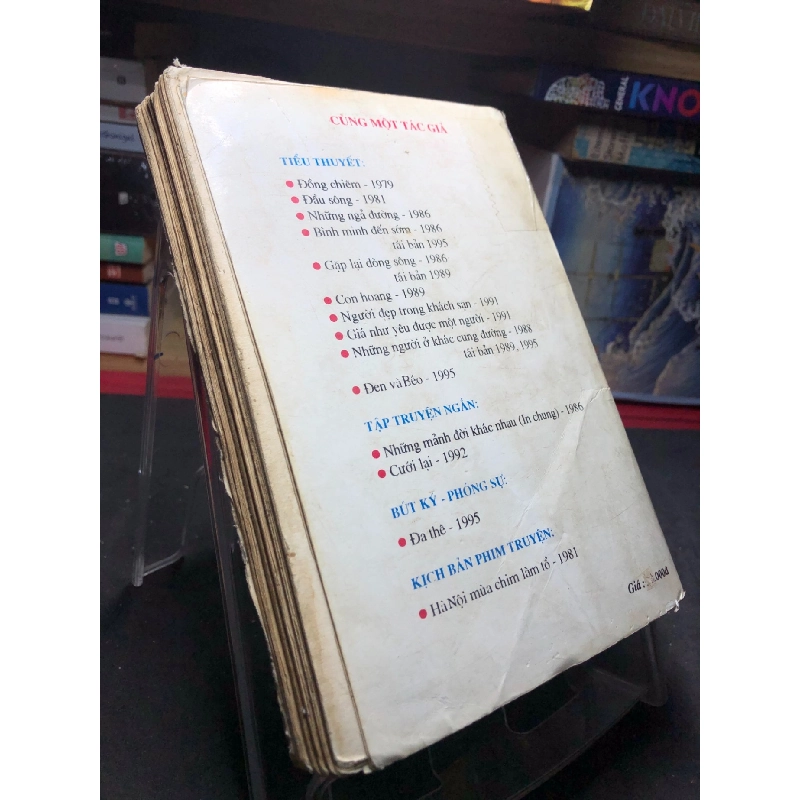 CÙNG MỘT TÁC GIẢ
TIỂU THUYẾT:
Đồng chiêm - 1979
Đầu sông - 1981
Những ngả đường - 1986
Bình minh đến sớm - 1986
tái bản 1995
Gặp lại dòng sông - 1986
tái bản 1989
Con hoang - 1989
Người đẹp trong khách sạn - 1991
Giá như yêu được một người - 1991
Những người ở khác cung đường - 1988
tái bản 1989, 1995
Đen và Béo - 1995
TẬP TRUYỆN NGẮN:
Những mảnh đời khác nhau (In chung) - 1986
Cưới lại - 1992
BÚT KÝ - PHÓNG SỰ:
Đa thê - 1995
KỊCH BẢN PHIM TRUYỆN:
Hà Nội mùa chim làm tổ - 1981
Giá :
GENERAL
KNO